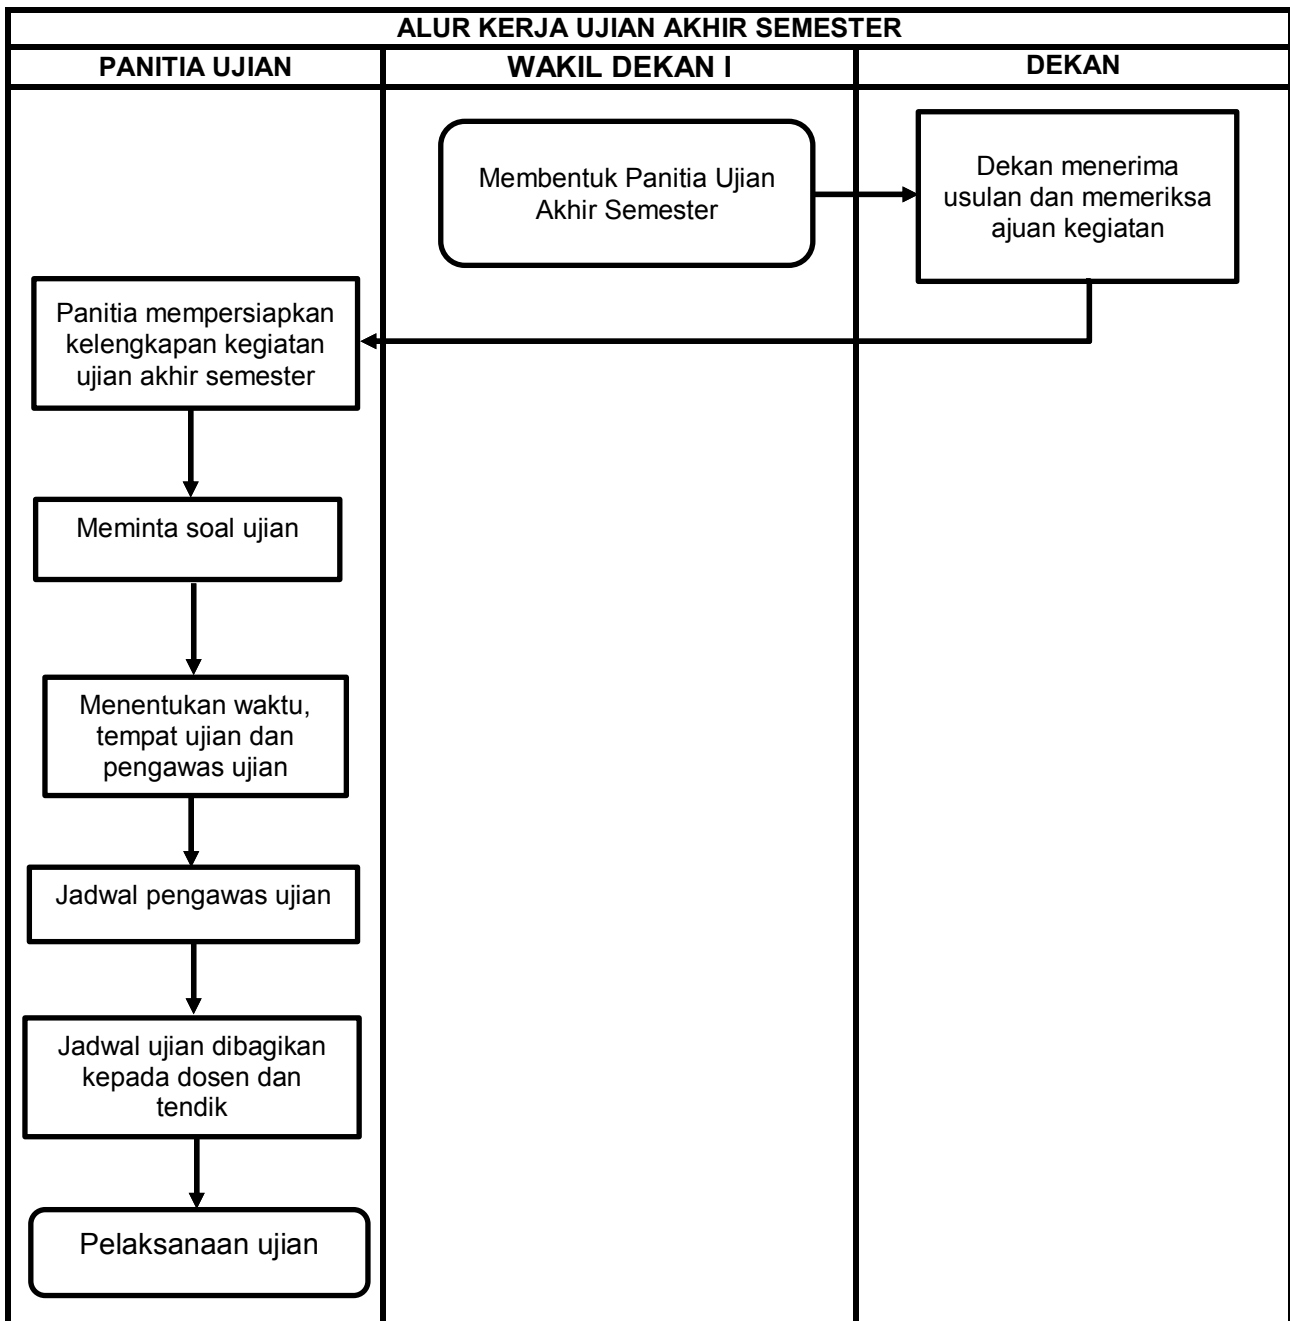 ALUR KERJA UJIAN AKHIR SEMESTER
PANITIA UJIAN
WAKIL DEKAN I
DEKAN
Membentuk Panitia Ujian
Akhir Semester
Dekan menerima
usulan dan memeriksa
ajuan kegiatan
Panitia mempersiapkan
kelengkapan kegiatan
ujian akhir semester
Meminta soal ujian
Menentukan waktu,
tempat ujian dan
pengawas ujian
Jadwal pengawas ujian
Jadwal ujian dibagikan
kepada dosen dan
tendik
Pelaksanaan ujian